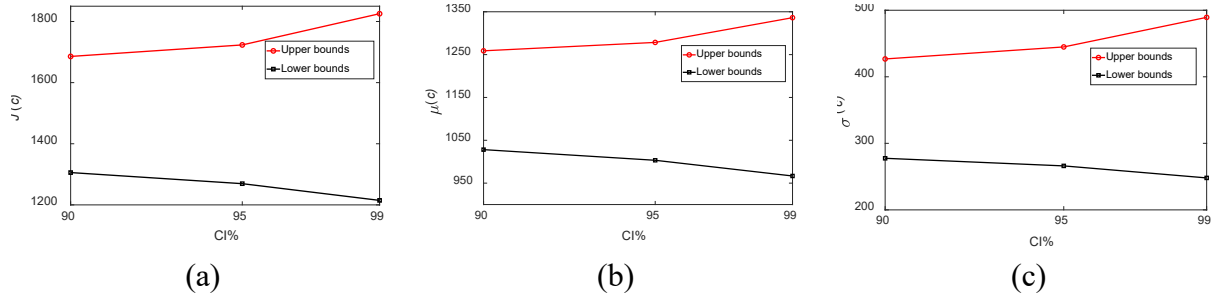 1800
1600
1400
1200
J (c)
Upper bounds
Lower bounds
90
95
99
CI%
(a)
1350
1250
1150
1050
950
μ(c)
Upper bounds
Lower bounds
90
95
99
CI%
(b)
500
400
300
200
σ (c)
Upper bounds
Lower bounds
90
95
99
CI%
(c)